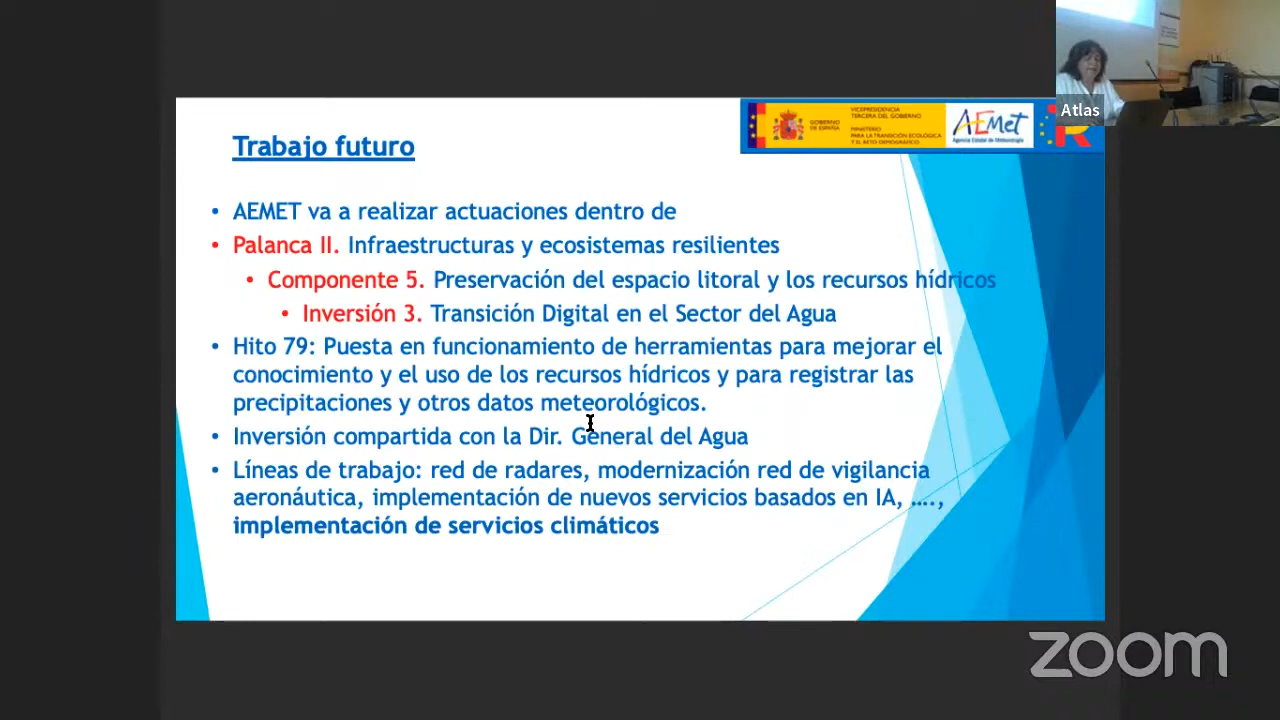 Atlas
VICEPRESIDENCIA
TERCERA DEL GOBIERNO
GOBIERNO
DE ESPAÑA
MINISTERIO
PARA LA TRANSICIÓN ECOLÓGICA
Y EL RETO DEMOGRÁFICO
AEMet
Agencia Estatal de Meteorología
R
Trabajo futuro
• AEMET va a realizar actuaciones dentro de
• Palanca II. Infraestructuras y ecosistemas resilientes
• Componente 5. Preservación del espacio litoral y los recursos hídricos
• Inversión 3. Transición Digital en el Sector del Agua
• Hito 79: Puesta en funcionamiento de herramientas para mejorar el
conocimiento y el uso de los recursos hídricos y para registrar las
precipitaciones y otros datos meteorológicos.
• Inversión compartida con la Dir. General del Agua
• Líneas de trabajo: red de radares, modernización red de vigilancia
aeronáutica, implementación de nuevos servicios basados en IA, ….,
implementación de servicios climáticos
zoom